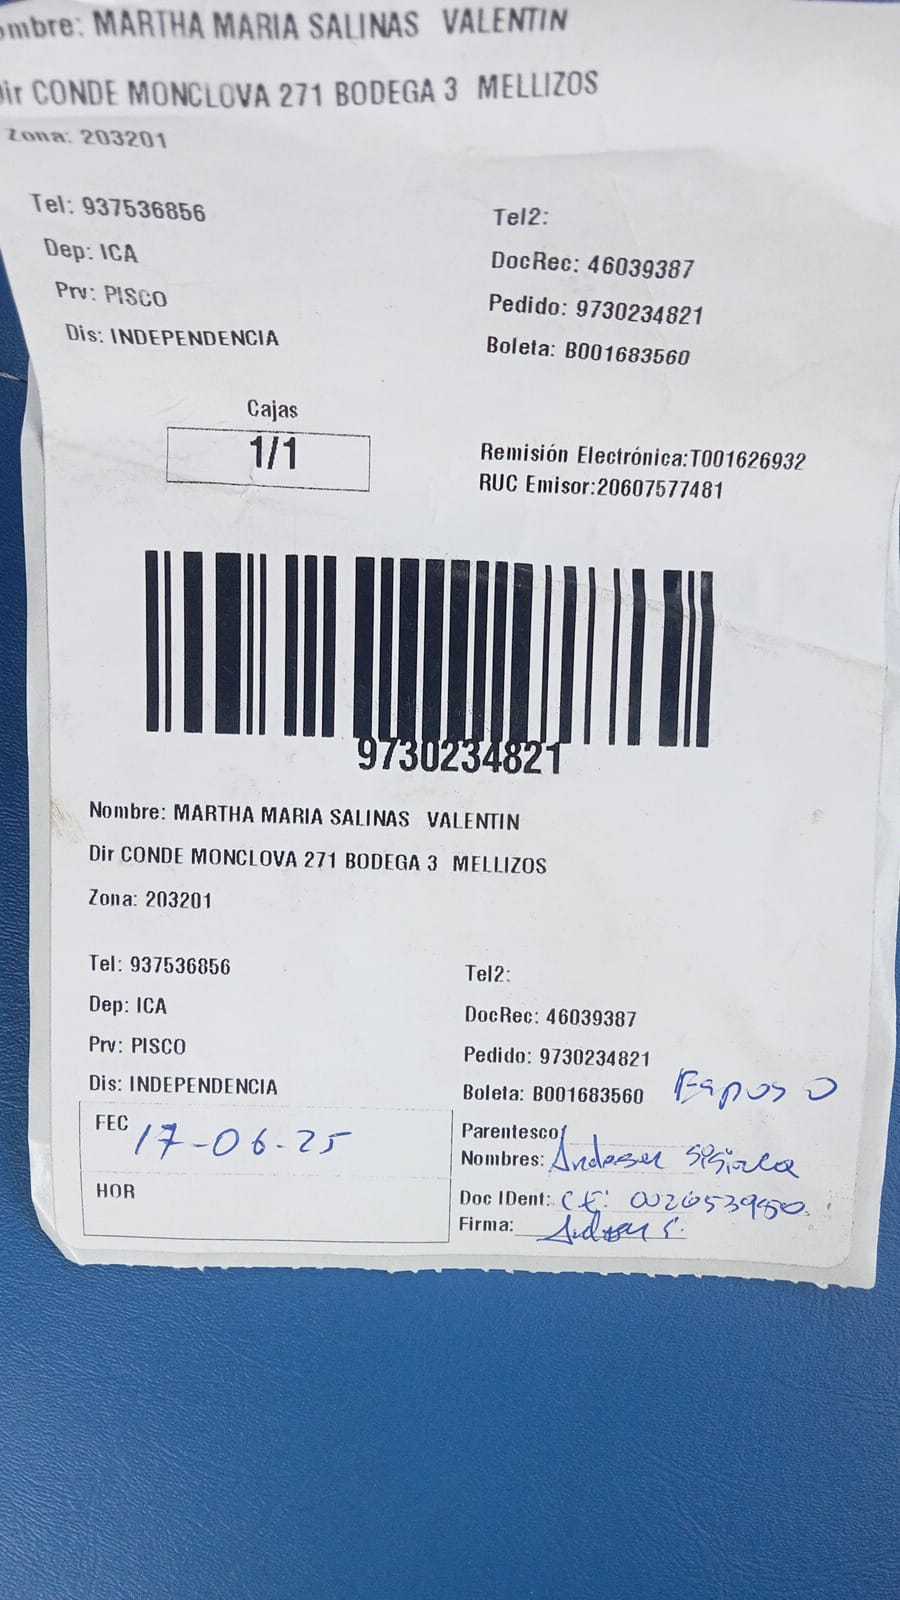 ombre: MARTHA MARIA SALINAS VALENTIN
Dir CONDE MONCLOVA 271 BODEGA 3 MELLIZOS
Zona: 203201
Tel: 937536856
Tel2:
Dep: ICA
DocRec: 46039387
Prv: PISCO
Pedido: 9730234821
Dis: INDEPENDENCIA
Boleta: B001683560
Cajas
1/1
Remisión Electrónica:T001626932
RUC Emisor:20607577481
9730234821
Nombre: MARTHA MARIA SALINAS VALENTIN
Dir CONDE MONCLOVA 271 BODEGA 3 MELLIZOS
Zona: 203201
Tel: 937536856
Tel2:
Dep: ICA
DocRec: 46039387
Prv: PISCO
Pedido: 9730234821
Dis: INDEPENDENCIA
Boleta: B001683560
FEC 17-06-25
Parentesco
Nombres:
HOR
Doc IDent: CE:
Firma: